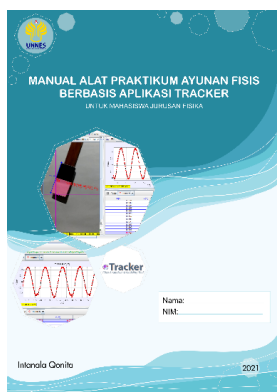 UNNES
MANUAL ALAT PRAKTIKUM AYUNAN FISIS
BERBASIS APLIKASI TRACKER
UNTUK MAHASISWA JURUSAN FISIKA
Tracker
Nama:
NIM:
Intanala Qonita
2021